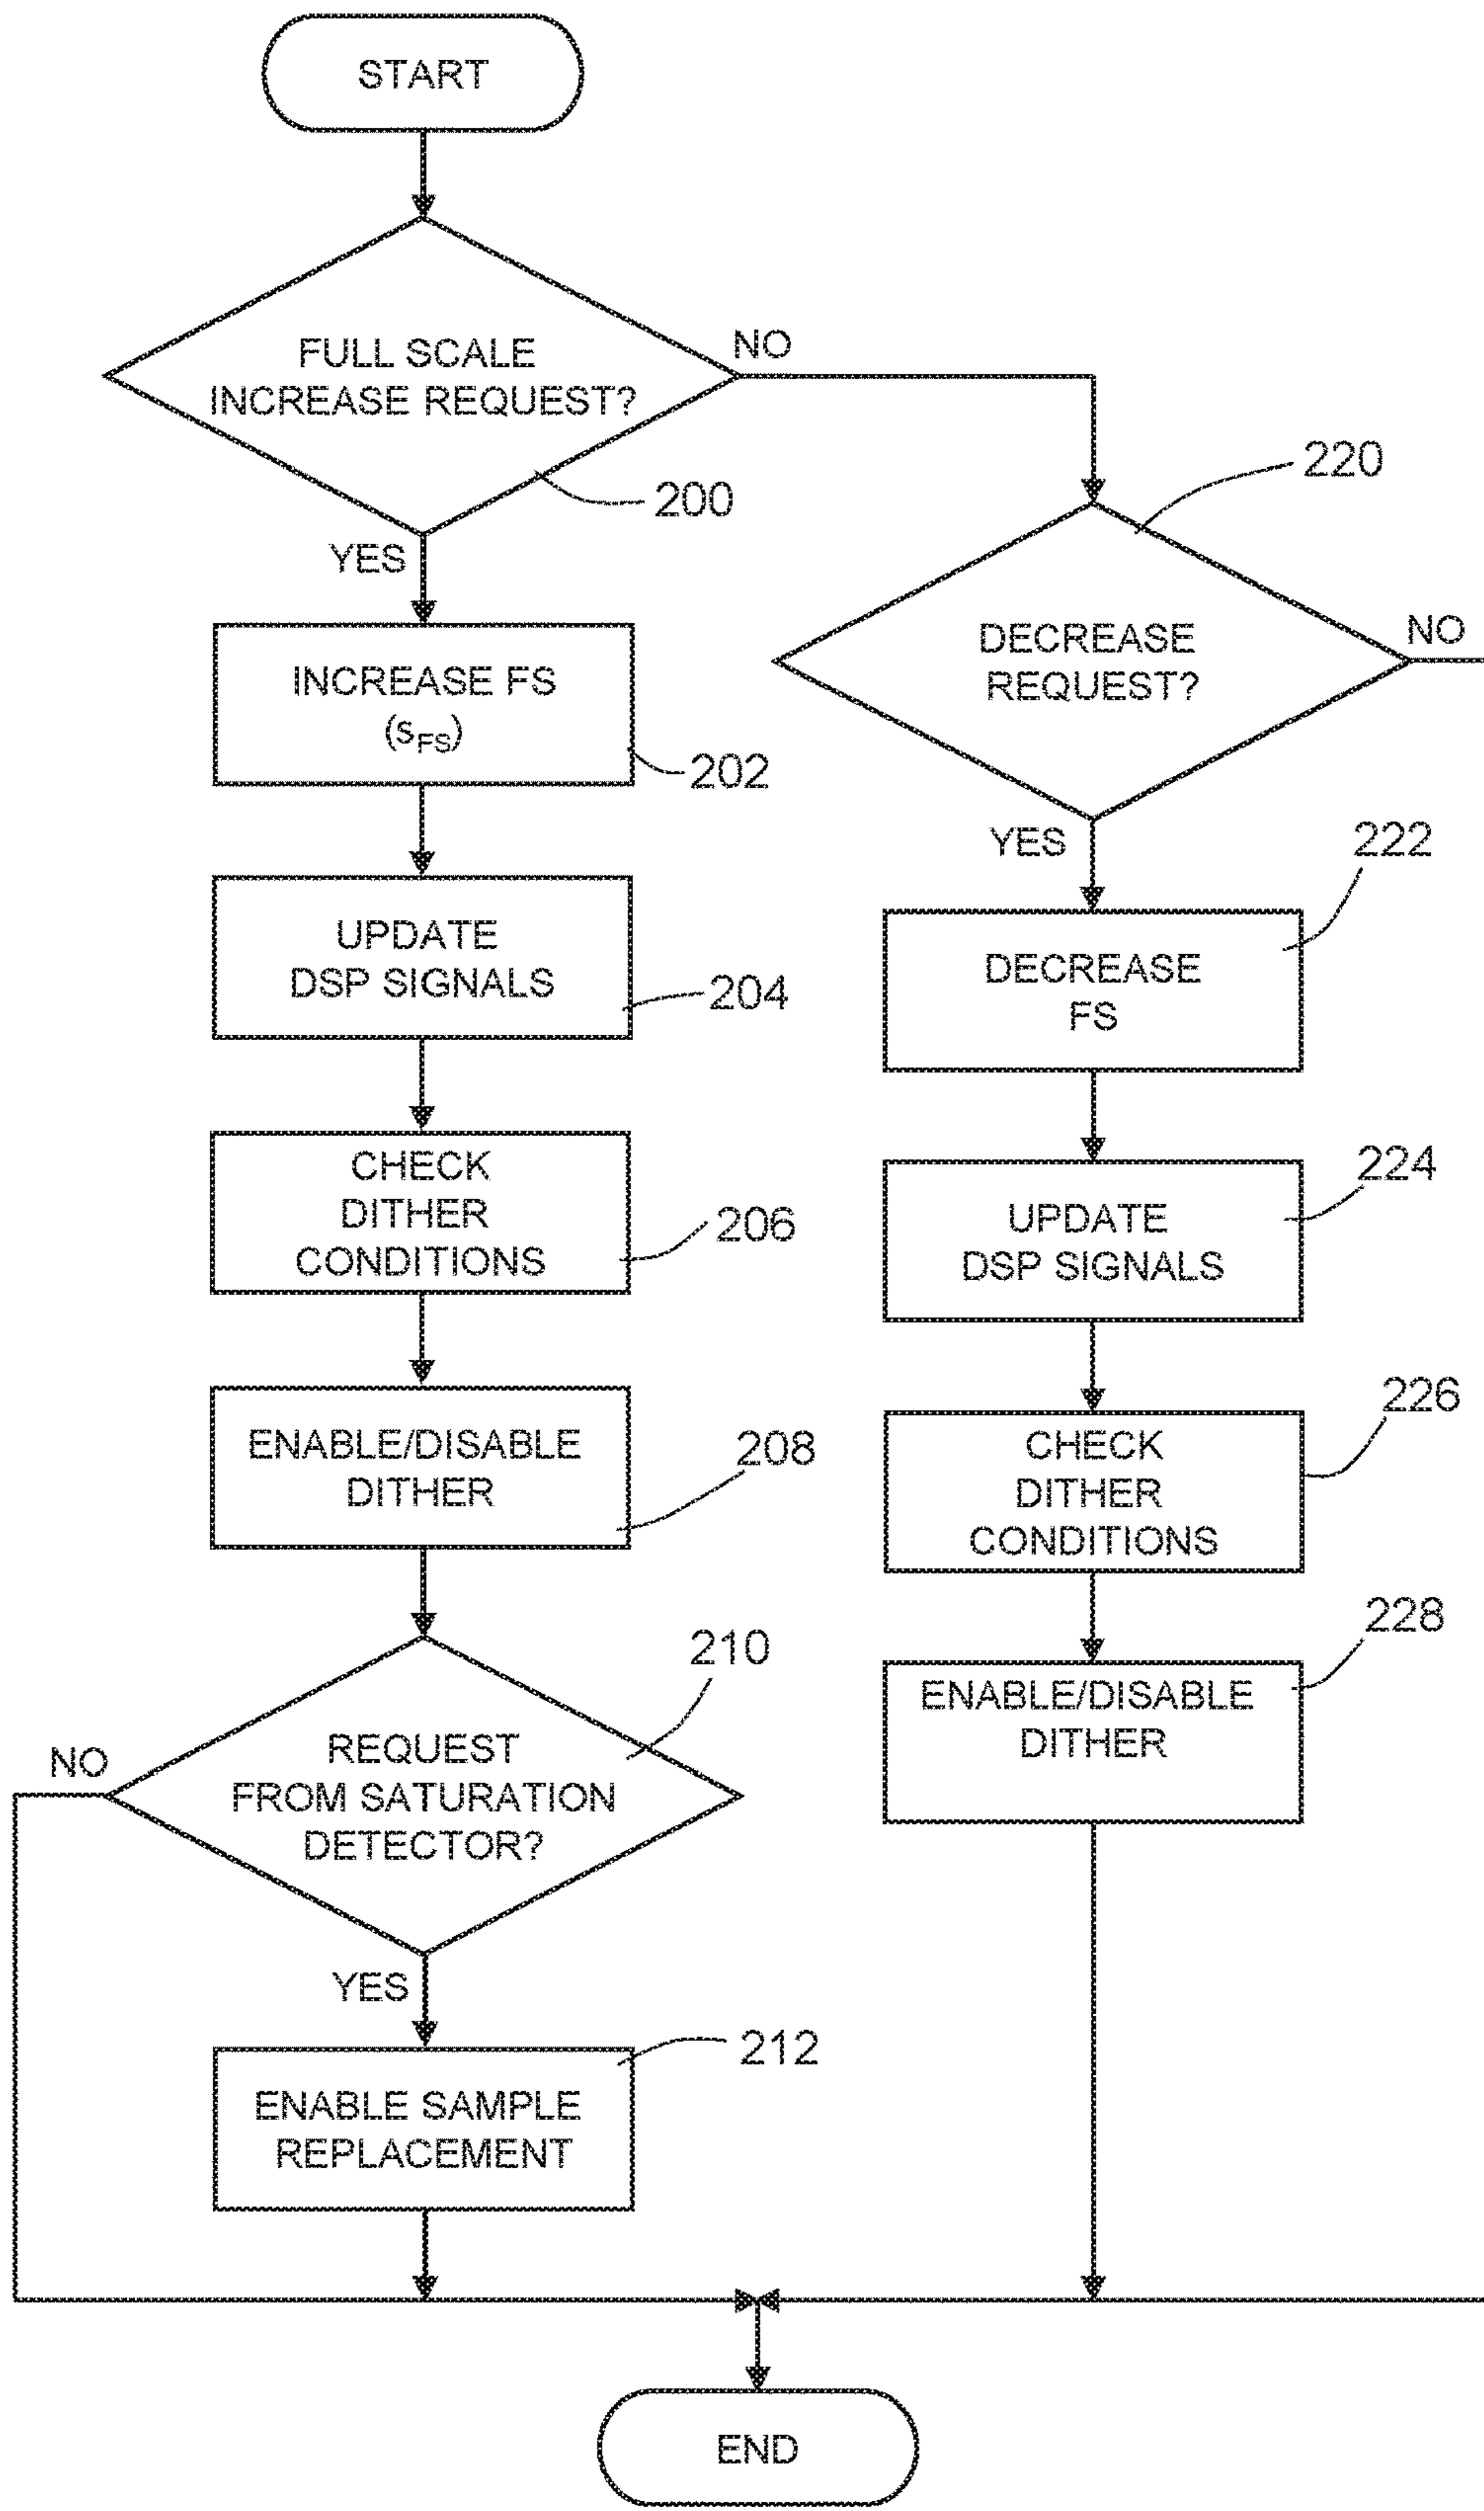 START
FULL SCALE
INCREASE REQUEST?
NO
200
YES
INCREASE FS
(sFS)
202
UPDATE
DSP SIGNALS
204
CHECK
DITHER
CONDITIONS
206
ENABLE/DISABLE
DITHER
208
210
REQUEST
FROM SATURATION
DETECTOR?
NO
YES
212
ENABLE SAMPLE
REPLACEMENT
220
DECREASE
REQUEST?
NO
YES
222
DECREASE
FS
224
UPDATE
DSP SIGNALS
226
CHECK
DITHER
CONDITIONS
228
ENABLE/DISABLE
DITHER
END